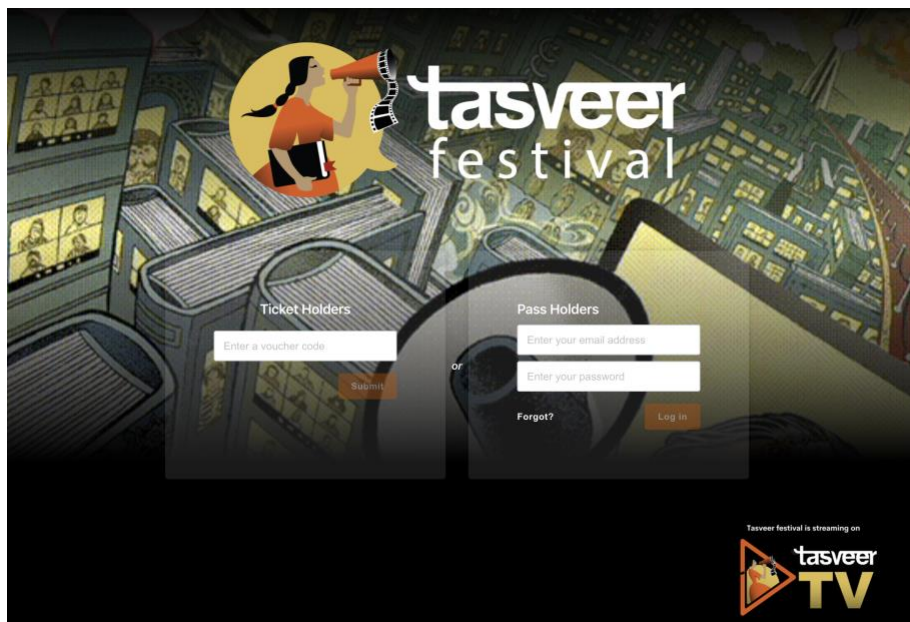 tasveer
festival
Ticket Holders
Enter a voucher code
Submit
or
Pass Holders
Enter your email address
Enter your password
Forgot?
Log in
Tasveer festival is streaming on
tasveer
TV